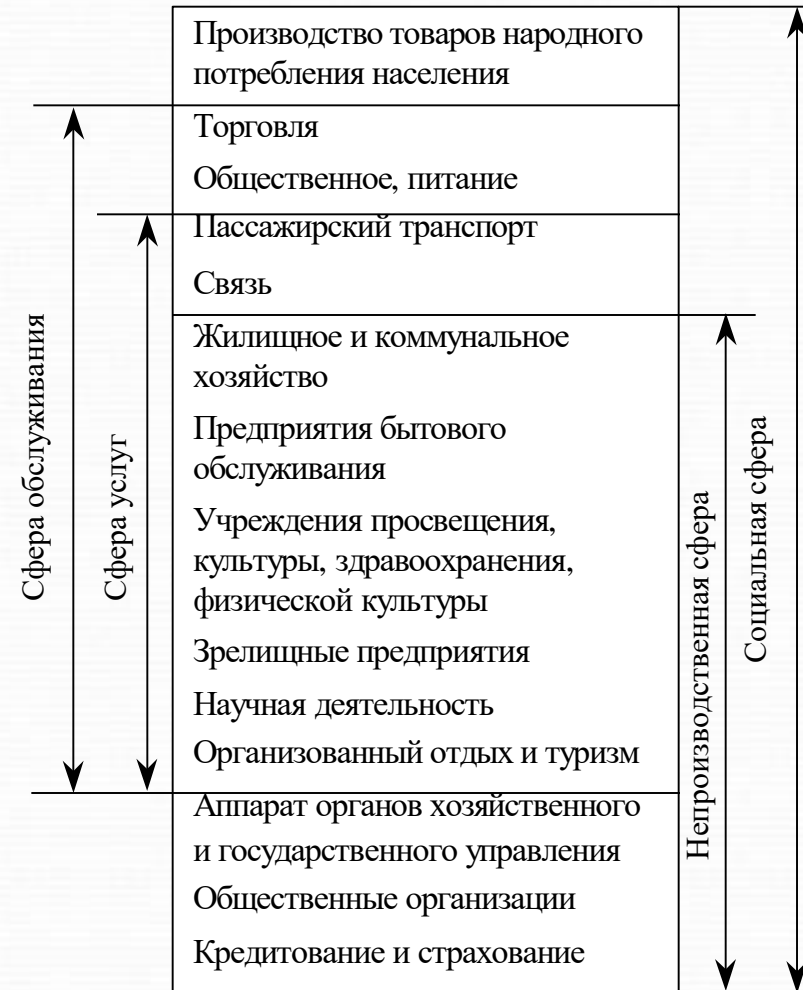 Производство товаров народного
потребления населения
Торговля
Общественное, питание
Пассажирский транспорт
Связь
Жилищное и коммунальное
хозяйство
Предприятия бытового
обслуживания
Учреждения просвещения,
культуры, здравоохранения,
физической культуры
Зрелищные предприятия
Научная деятельность
Организованный отдых и туризм
Аппарат органов хозяйственного
и государственного управления
Общественные организации
Кредитование и страхование
Сфера обслуживания
Сфера услуг
Непроизводственная сфера
Социальная сфера